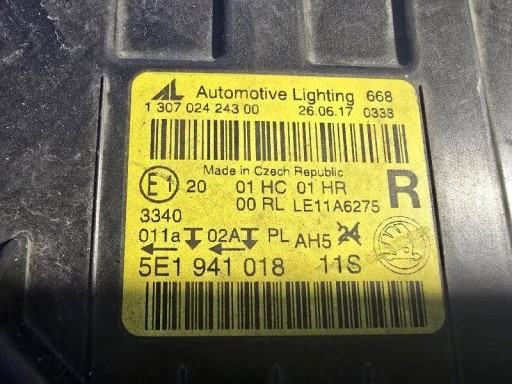 AL Automotive Lighting 668
1 307 024 243 00 26.06.17 0333
Made in Czech Republic
E1 20 01 HC 01 HR R
00 RL LE11A6275
3340
011a 02A PL AH5 24
5E1 941 018 11S